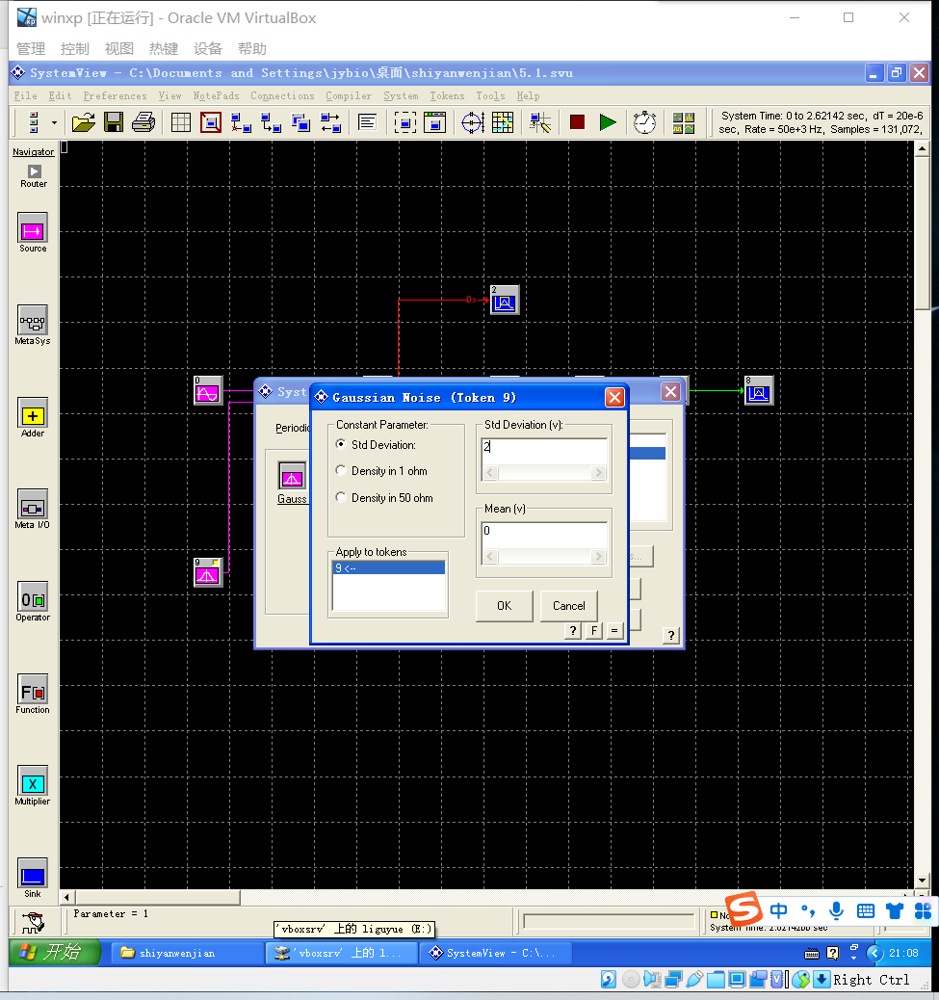 winxp [正在运行] - Oracle VM VirtualBox
管理 控制 视图 热键 设备 帮助
SystemView - C:\Documents and Settings\jybio\桌面\shiyanwenjian\5.1.svu
File Edit Preferences View NotePads Connections Compiler System Tokens Tools Help
System Time: 0 to 2.62142 sec, dT = 20e-6
sec, Rate = 50e+3 Hz, Samples = 131,072,
Navigator
Router
Source
MetaSys
Adder
Meta I/O
Operator
Function
Multiplier
Sink
2
0
8
9
Syst
Periodic
Gauss
s...
?
Gaussian Noise (Token 9)
Constant Parameter:
Std Deviation:
Density in 1 ohm
Density in 50 ohm
Std Deviation (v):
2
Mean (v)
0
Apply to tokens
9 <--
OK Cancel
? F =
Parameter = 1
'vboxsrv' 上的 liguyue (E:)
No
中
开始
shiyanwenjian
'vboxsrv' 上的 l...
SystemView - C:\...
21:08
Right Ctrl